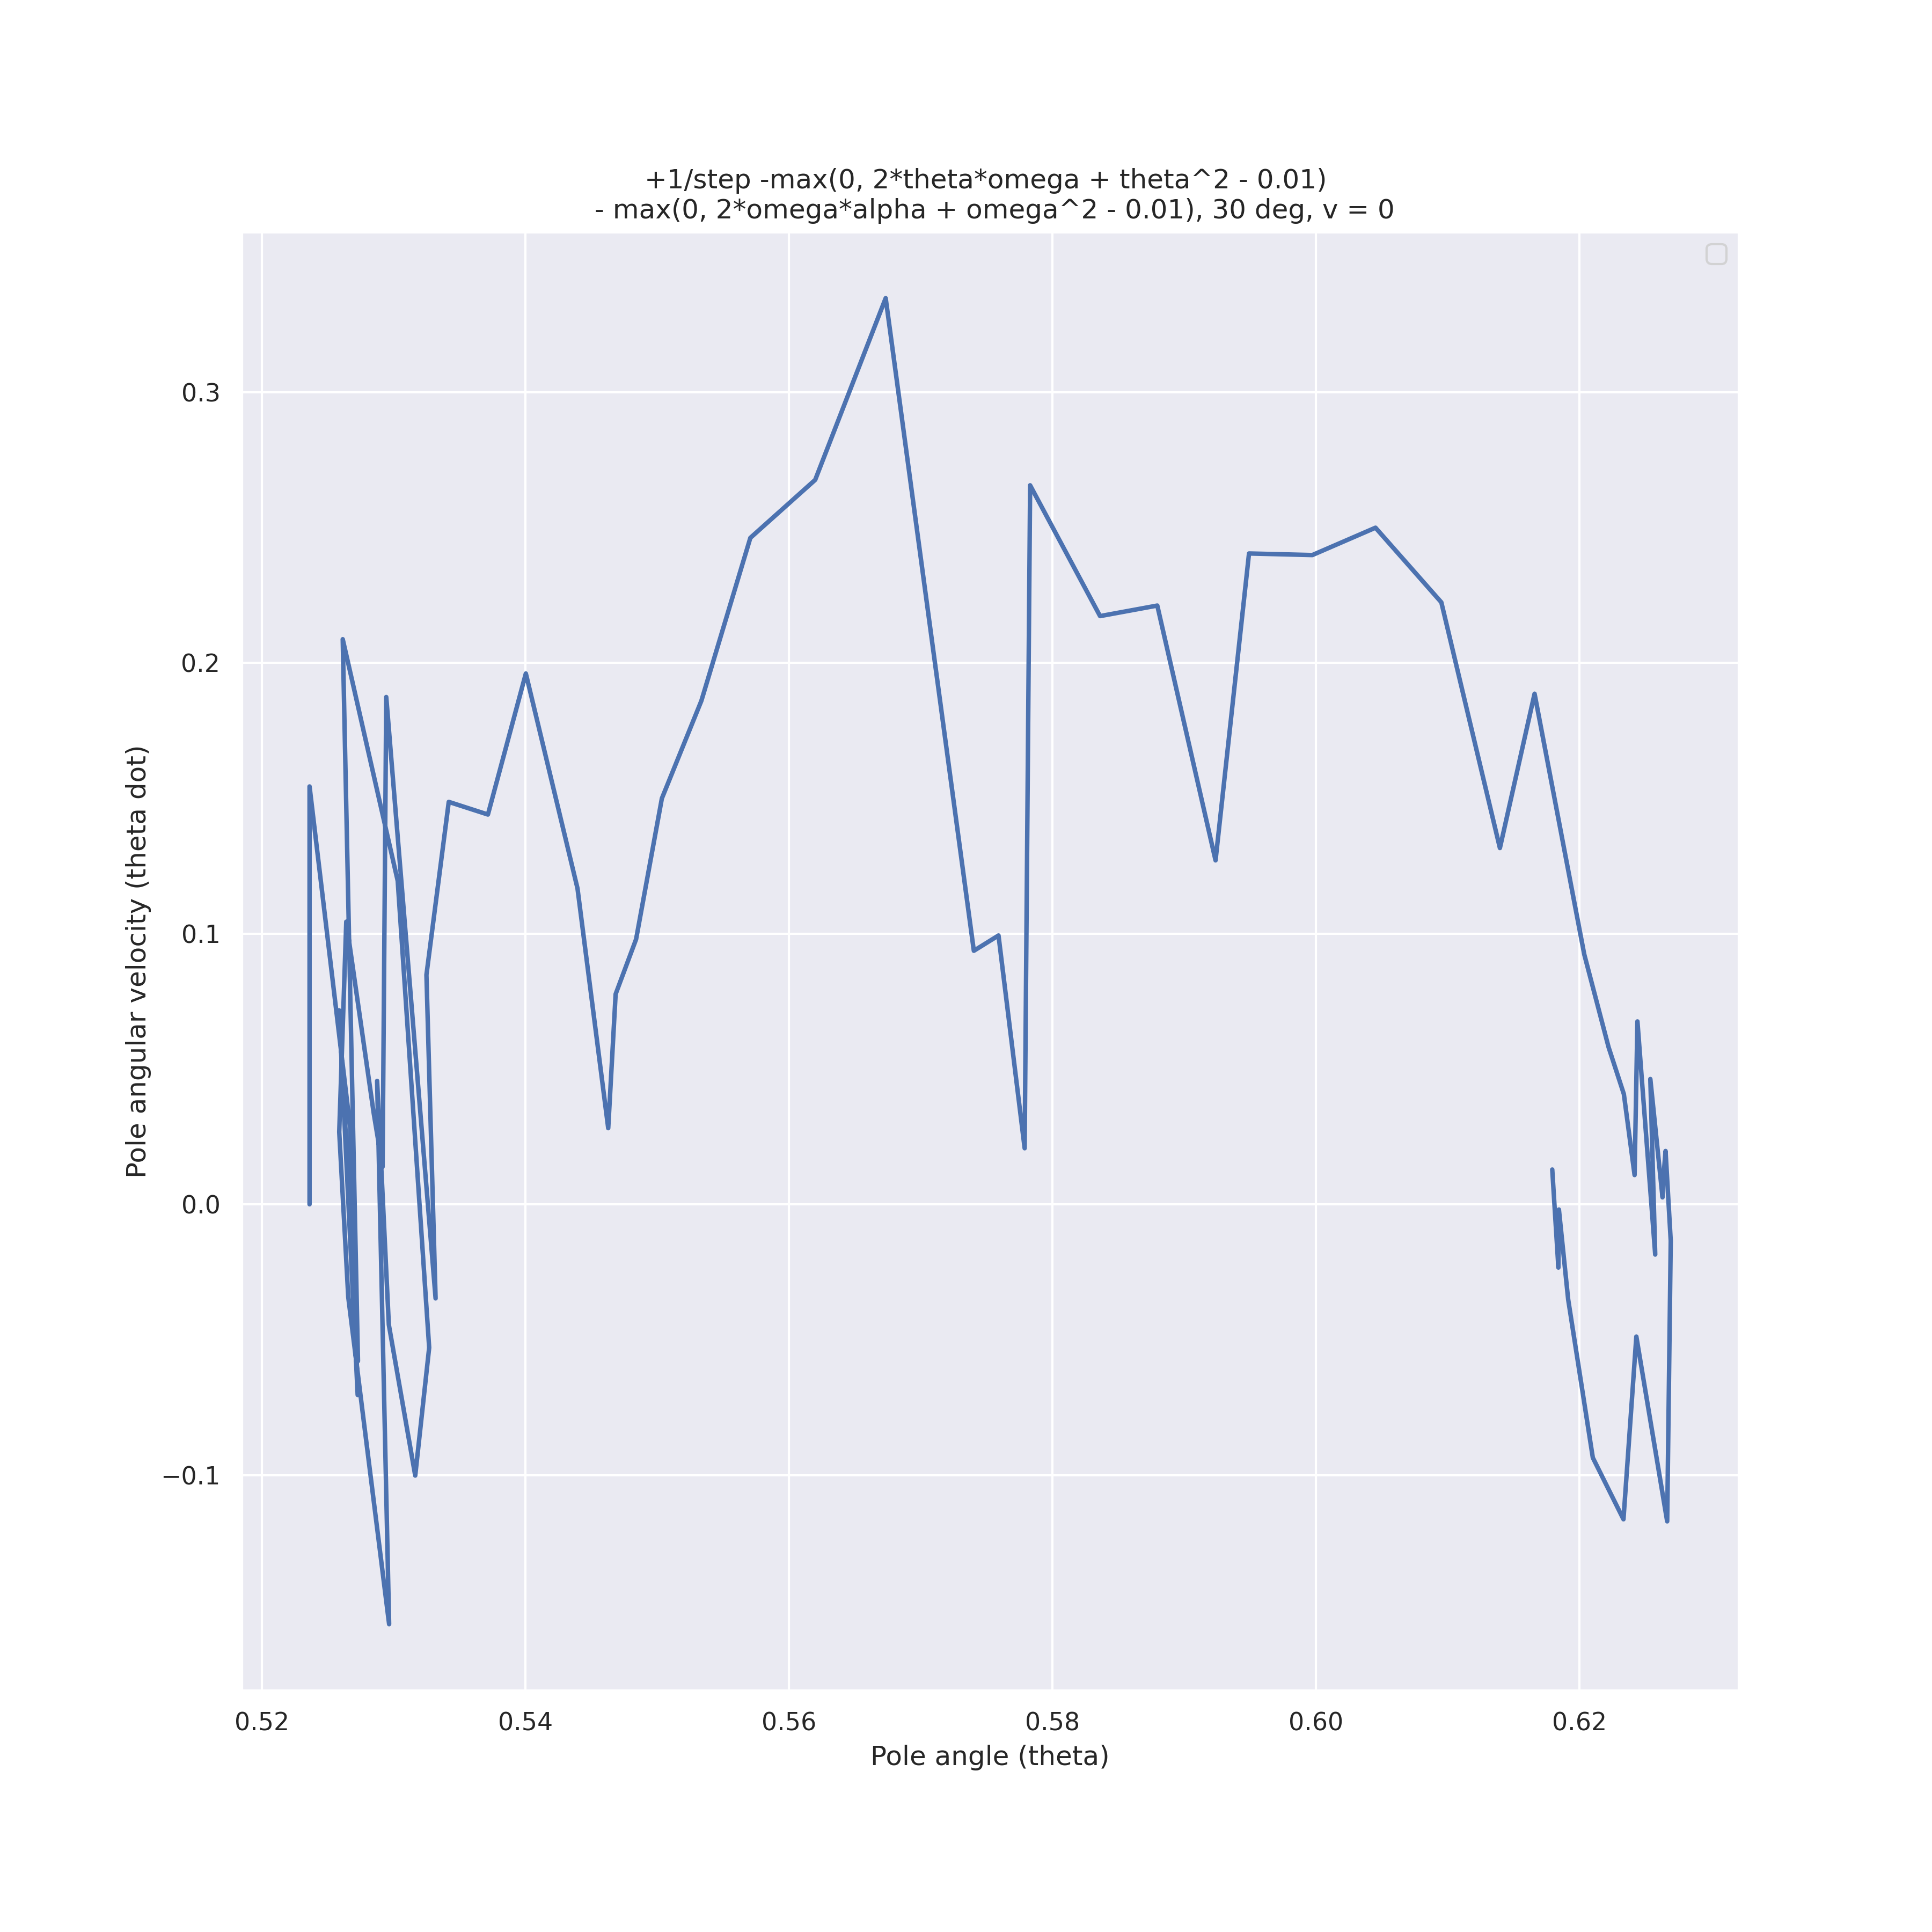 +1/step -max(0, 2*theta*omega + theta^2 - 0.01)
- max(0, 2*omega*alpha + omega^2 - 0.01), 30 deg, v = 0
0.3
0.2
0.1
0.0
−0.1
Pole angular velocity (theta dot)
0.52 0.54 0.56 0.58 0.60 0.62
Pole angle (theta)